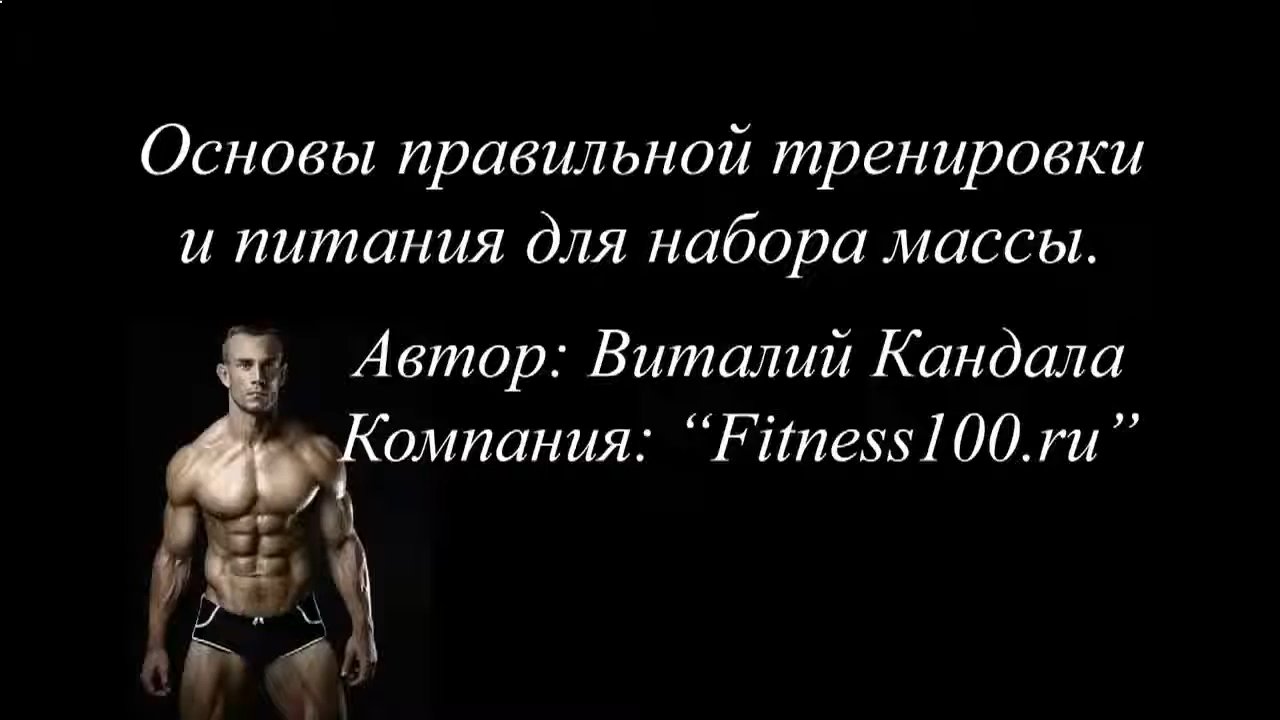 Основы правильной тренировки
и питания для набора массы.
Автор: Виталий Кандала
Компания: “Fitness100.ru”